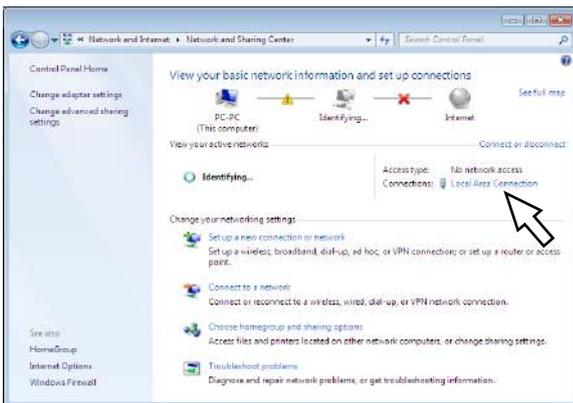 « Network and Internet ▸ Network and Sharing Center
Search Control Panel
Control Panel Home
Change adapter settings
Change advanced sharing
settings
See also
HomeGroup
Internet Options
Windows Firewall
View your basic network information and set up connections
See full map
PC-PC
(This computer)
Identifying...
Internet
View your active networks
Connect or disconnect
Identifying...
Access type: No network access
Connections: Local Area Connection
Change your networking settings
Set up a new connection or network
Set up a wireless, broadband, dial-up, ad hoc, or VPN connection; or set up a router or access
point.
Connect to a network
Connect or reconnect to a wireless, wired, dial-up, or VPN network connection.
Choose homegroup and sharing options
Access files and printers located on other network computers, or change sharing settings.
Troubleshoot problems
Diagnose and repair network problems, or get troubleshooting information.